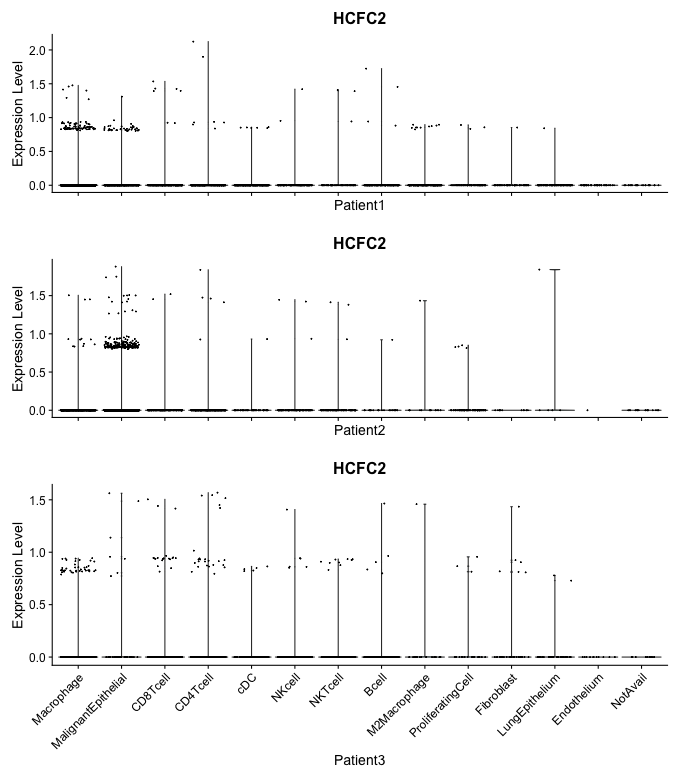 HCFC2
Expression Level
2.0
1.5
1.0
0.5
0.0
Patient1
HCFC2
Expression Level
1.5
1.0
0.5
0.0
Patient2
HCFC2
Expression Level
1.5
1.0
0.5
0.0
Macrophage
MalignantEpithelial
CD8Tcell
CD4Tcell
cDC
NKcell
NKTcell
Bcell
M2Macrophage
ProliferatingCell
Fibroblast
LungEpithelium
Endothelium
NotAvail
Patient3